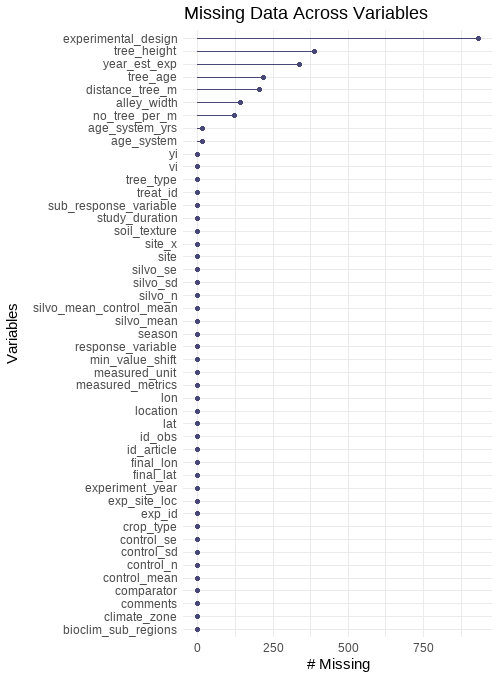 Missing Data Across Variables
experimental_design
tree_height
year_est_exp
tree_age
distance_tree_m
alley_width
no_tree_per_m
age_system_yrs
age_system
yi
vi
tree_type
treat_id
sub_response_variable
study_duration
soil_texture
site_x
site
silvo_se
silvo_sd
silvo_n
silvo_mean_control_mean
silvo_mean
season
response_variable
min_value_shift
measured_unit
measured_metrics
lon
location
lat
id_obs
id_article
final_lon
final_lat
experiment_year
exp_site_loc
exp_id
crop_type
control_se
control_sd
control_n
control_mean
comparator
comments
climate_zone
bioclim_sub_regions
Variables
0 250 500 750
# Missing